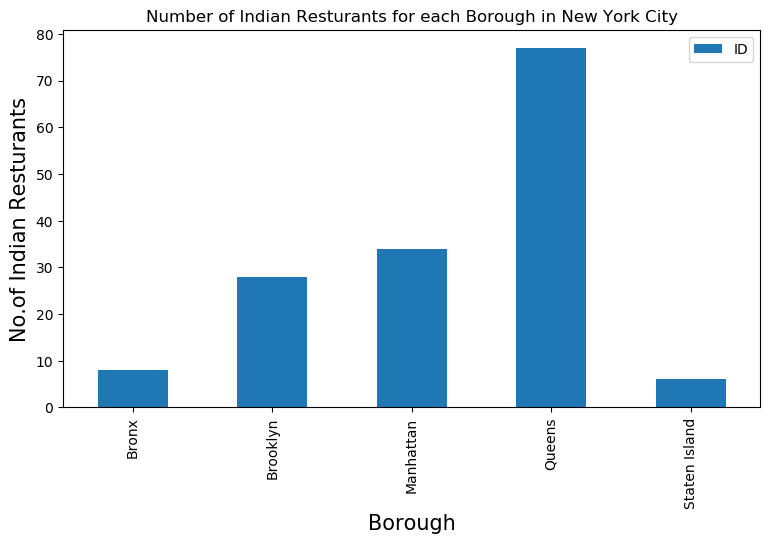 Number of Indian Resturants for each Borough in New York City
ID
No.of Indian Resturants
80
70
60
50
40
30
20
10
0
Bronx
Brooklyn
Manhattan
Queens
Staten Island
Borough